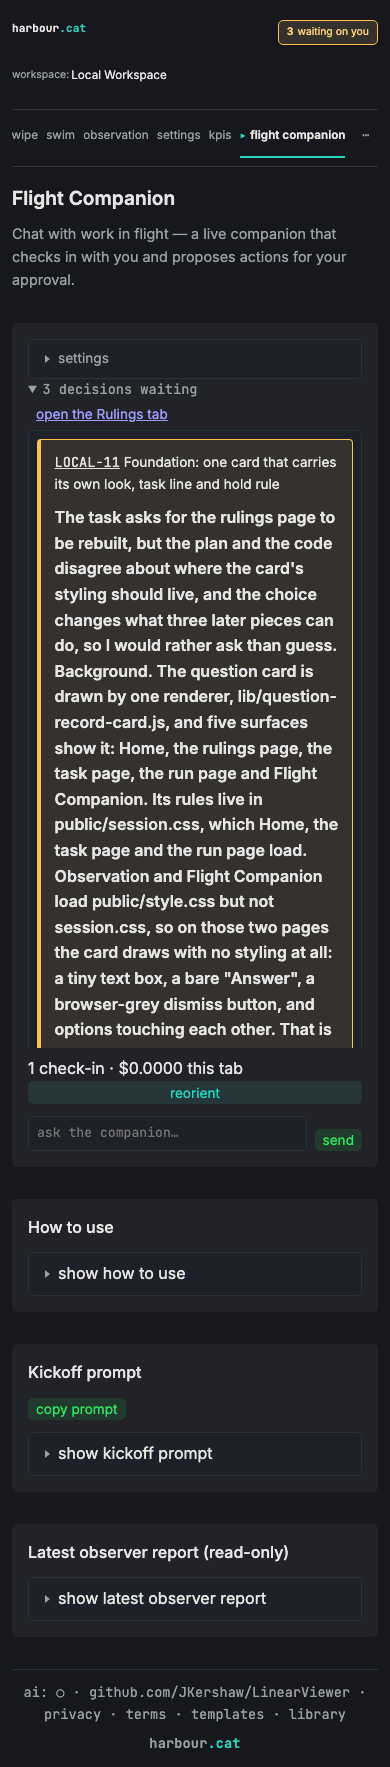 harbour.cat
3 waiting on you
workspace: Local Workspace
wipe swim observation settings kpis ▸ flight companion ⋯
Flight Companion
Chat with work in flight — a live companion that
checks in with you and proposes actions for your
approval.
▸ settings
▼ 3 decisions waiting
open the Rulings tab
LOCAL-11 Foundation: one card that carries
its own look, task line and hold rule
The task asks for the rulings page to
be rebuilt, but the plan and the code
disagree about where the card's
styling should live, and the choice
changes what three later pieces can
do, so I would rather ask than guess.
Background. The question card is
drawn by one renderer, lib/question-
record-card.js, and five surfaces
show it: Home, the rulings page, the
task page, the run page and Flight
Companion. Its rules live in
public/session.css, which Home, the
task page and the run page load.
Observation and Flight Companion
load public/style.css but not
session.css, so on those two pages
the card draws with no styling at all:
a tiny text box, a bare "Answer", a
browser-grey dismiss button, and
options touching each other. That is
1 check-in · $0.0000 this tab
reorient
ask the companion…
send
How to use
▸ show how to use
Kickoff prompt
copy prompt
▸ show kickoff prompt
Latest observer report (read-only)
▸ show latest observer report
ai: ○ · github.com/JKershaw/LinearViewer ·
privacy · terms · templates · library
harbour.cat